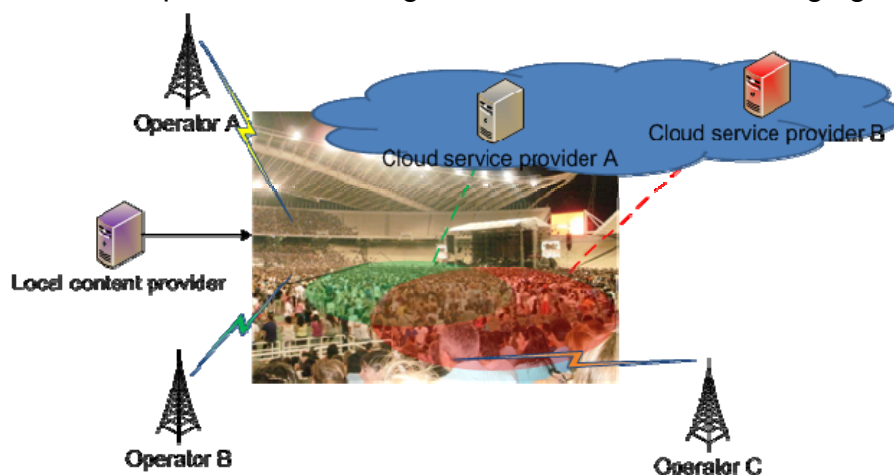 Operator A
Cloud service provider A
Cloud service provider B
Local content provider
Operator B
Operator C